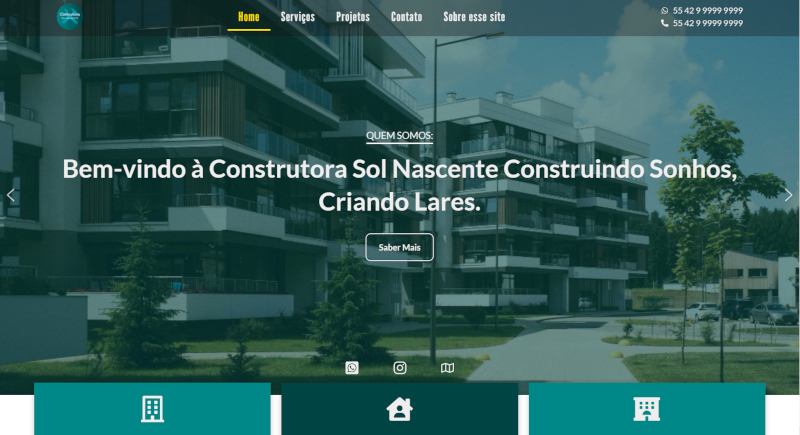 Construtora
Home Serviços Projetos Contato Sobre esse site
55 42 9 9999 9999
55 42 9 9999 9999
QUEM SOMOS:
Bem-vindo à Construtora Sol Nascente Construindo Sonhos,
Criando Lares.
Saber Mais